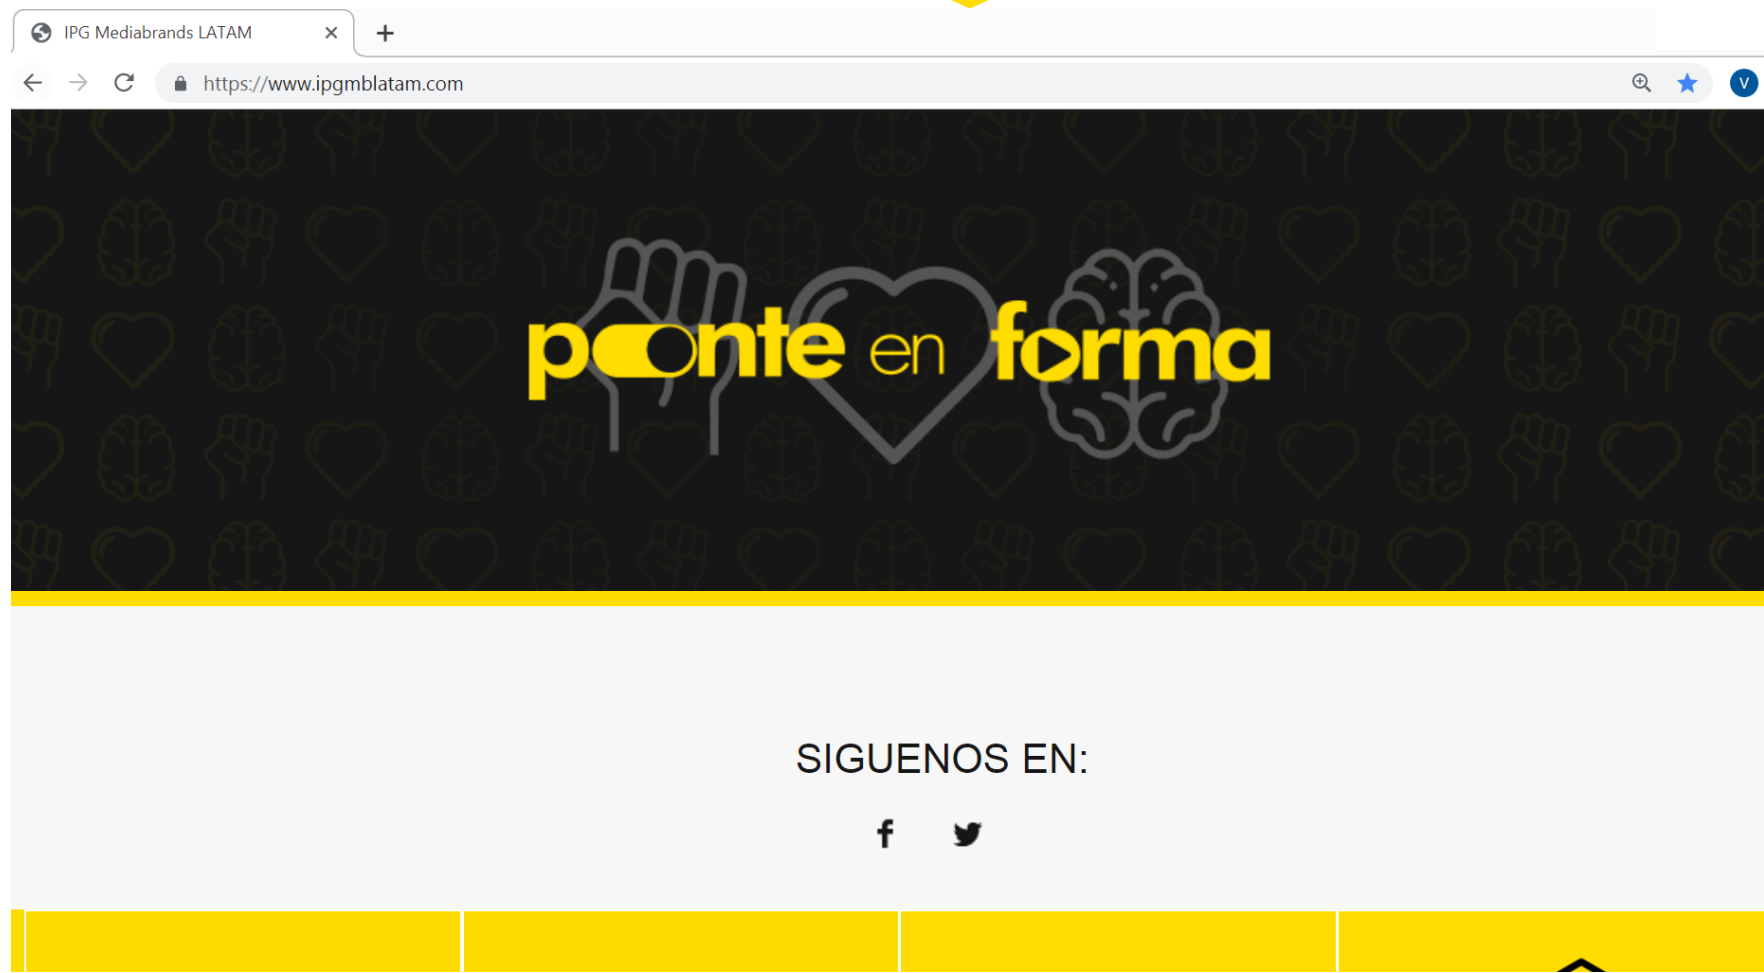 IPG Mediabrands LATAM
https://www.ipgmblatam.com
V
ponte en forma
SIGUENOS EN: